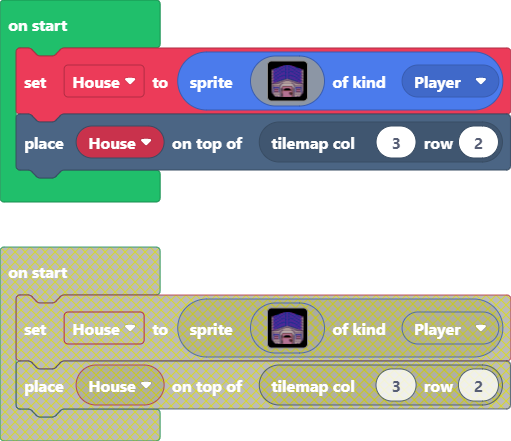 on start
set House to sprite of kind Player
place House on top of tilemap col 3 row 2
on start
set House to sprite of kind Player
place House on top of tilemap col 3 row 2